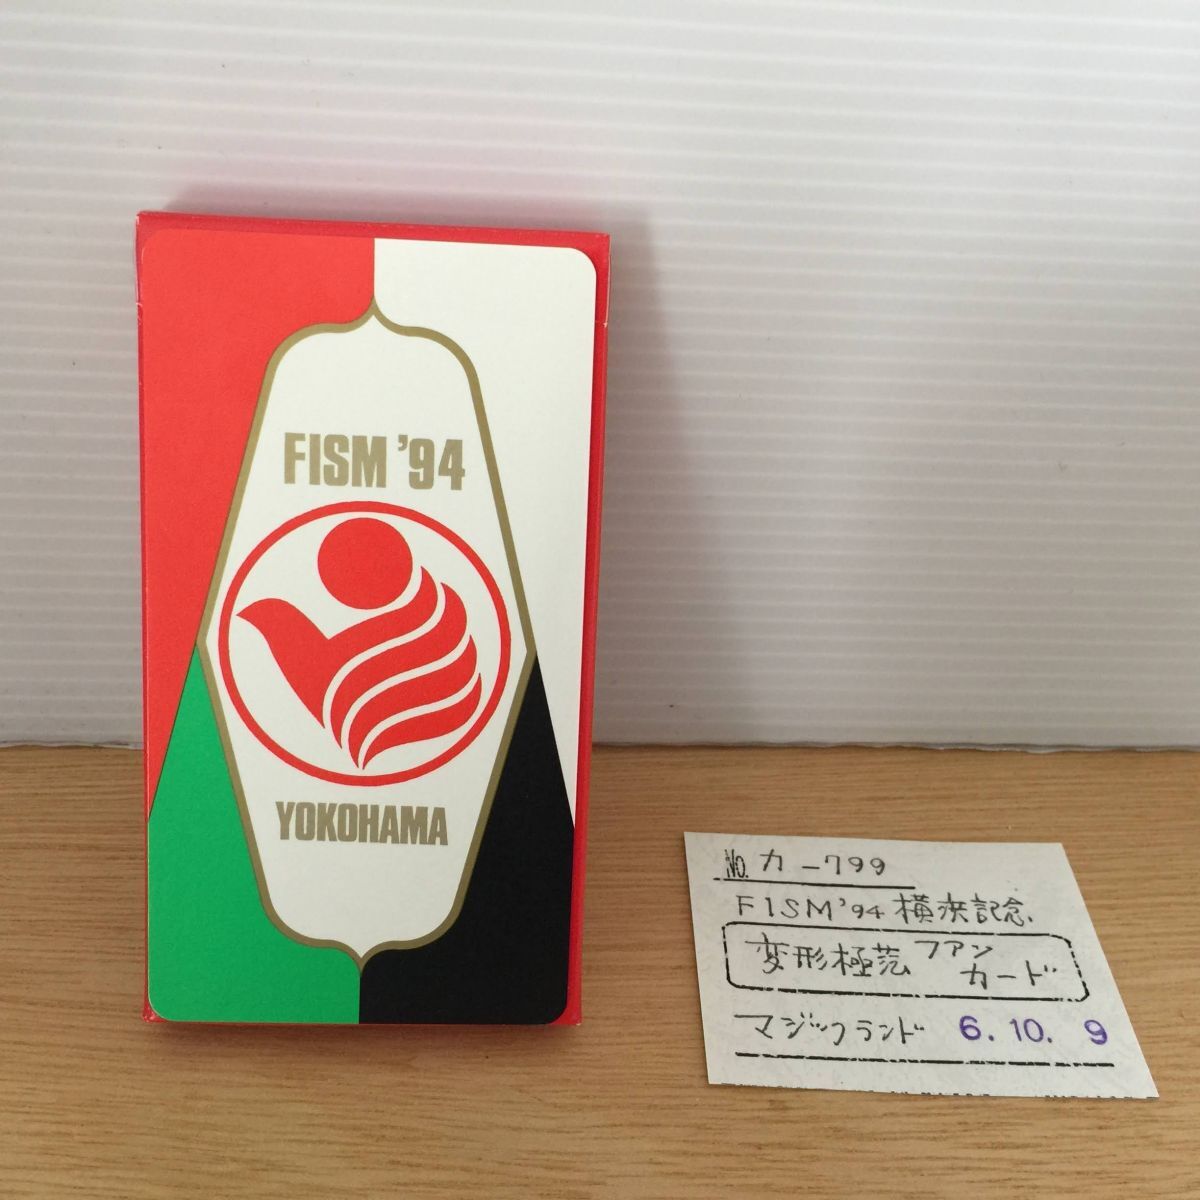 FISM '94
YOKOHAMA
No. カ-799
FISM'94 横浜記念.
変形極芸 ファン
カード
マジックランド 6.10. 9